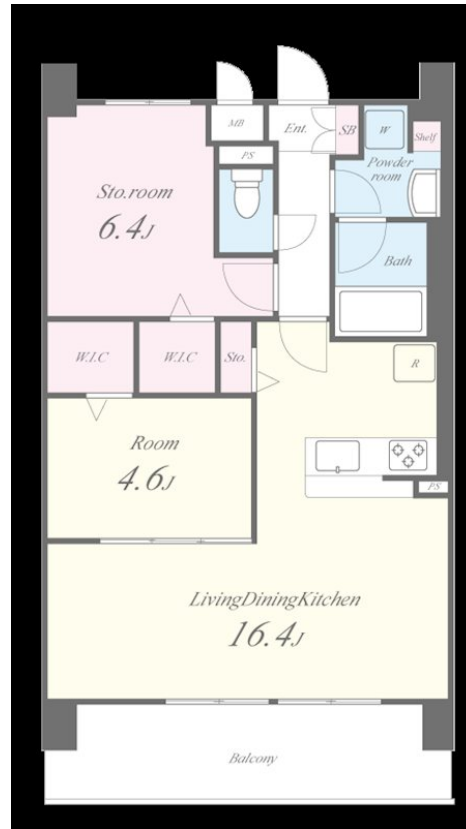 MB
Ent.
SB
W
Shelf
PS
Powder
room
Sto.room
6.4J
Bath
W.I.C
W.I.C
Sto.
R
Room
4.6J
P.S
LivingDiningKitchen
16.4J
Balcony